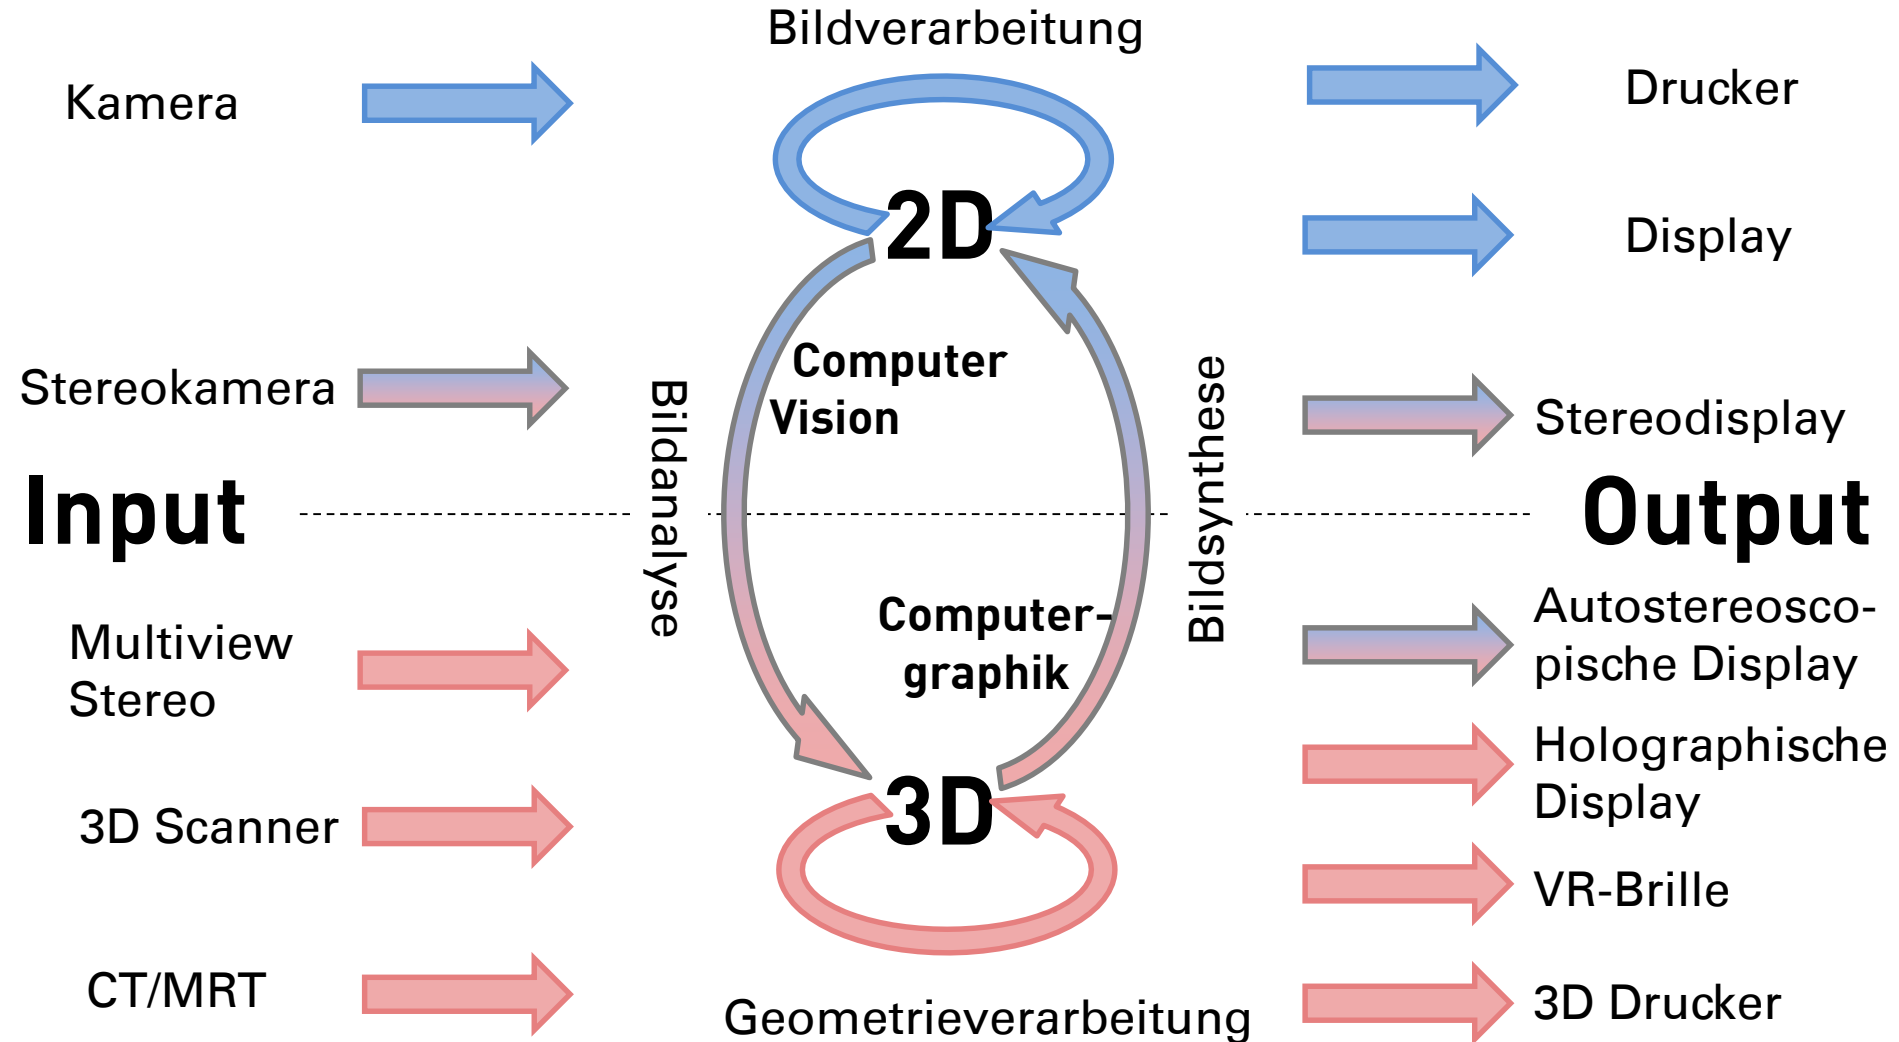 Bildverarbeitung
Kamera
Drucker
2D
Display
Computer
Vision
Stereokamera
Stereodisplay
Bildanalyse
Bildsynthese
Input
Output
Computer-
graphik
Multiview
Stereo
Autostereosco-
pische Display
Holographische
Display
3D Scanner
3D
VR-Brille
CT/MRT
3D Drucker
Geometrieverarbeitung